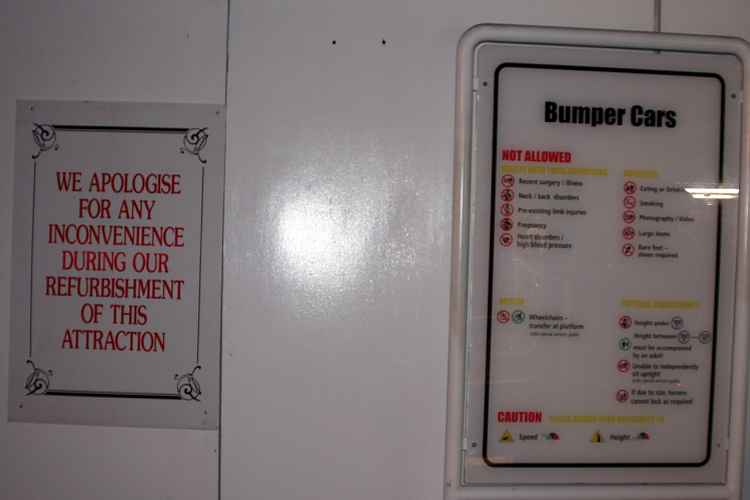 WE APOLOGISE
FOR ANY
INCONVENIENCE
DURING OUR
REFURBISHMENT
OF THIS
ATTRACTION
Bumper Cars
NOT ALLOWED
Recent surgery / illness
Neck / back disorders
Pre-existing limb injuries
Pregnancy
Heart disorders /
high blood pressure
Eating or
Smoking
Photography / Video
Large items
Bare feet –
shoes required
Wheelchairs –
transfer at platform
Height under
Height between
must be accompanied
by an adult
Unable to independently
sit upright
If due to size, harness
cannot lock as required
CAUTION
Speed
Height